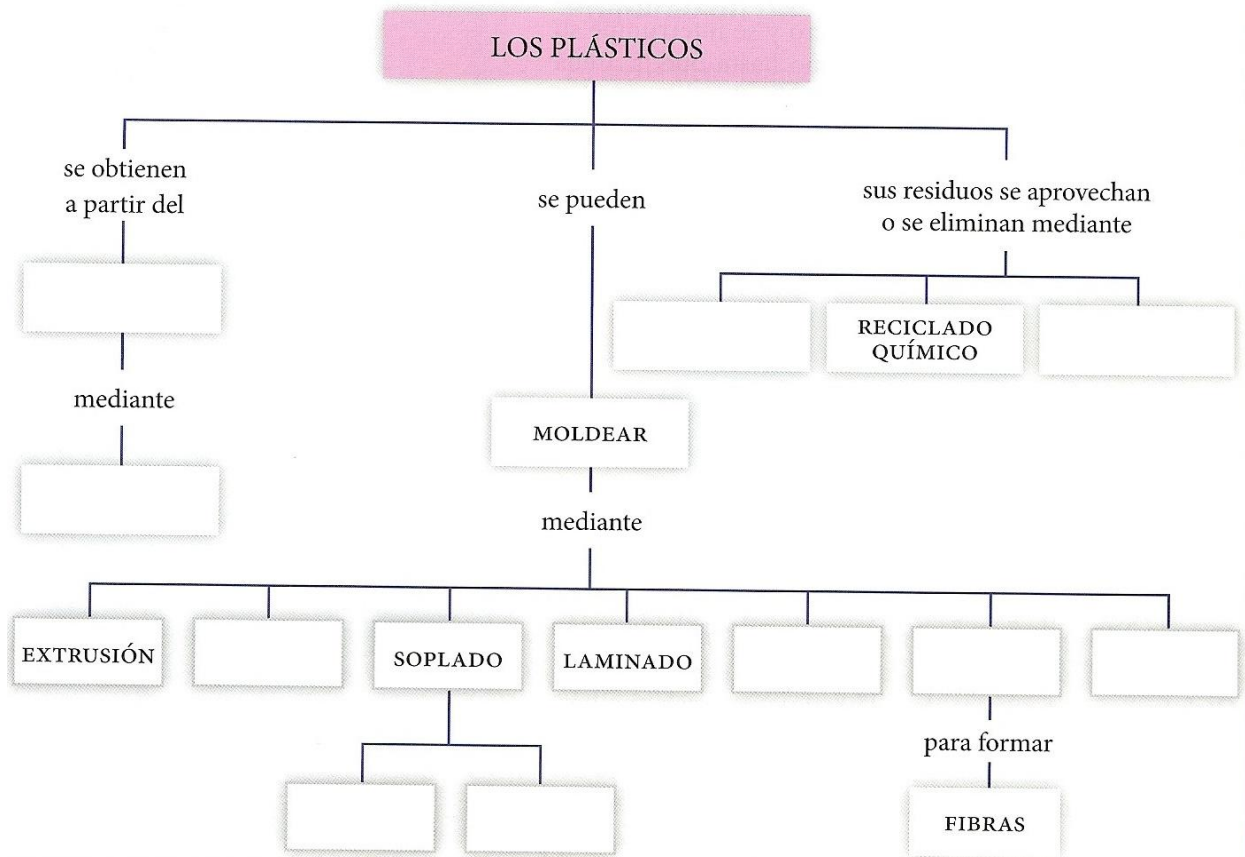 LOS PLÁSTICOS
se obtienen
a partir del
mediante
se pueden
MOLDEAR
mediante
EXTRUSIÓN
SOPLADO
LAMINADO
para formar
FIBRAS
sus residuos se aprovechan
o se eliminan mediante
RECICLADO
QUÍMICO